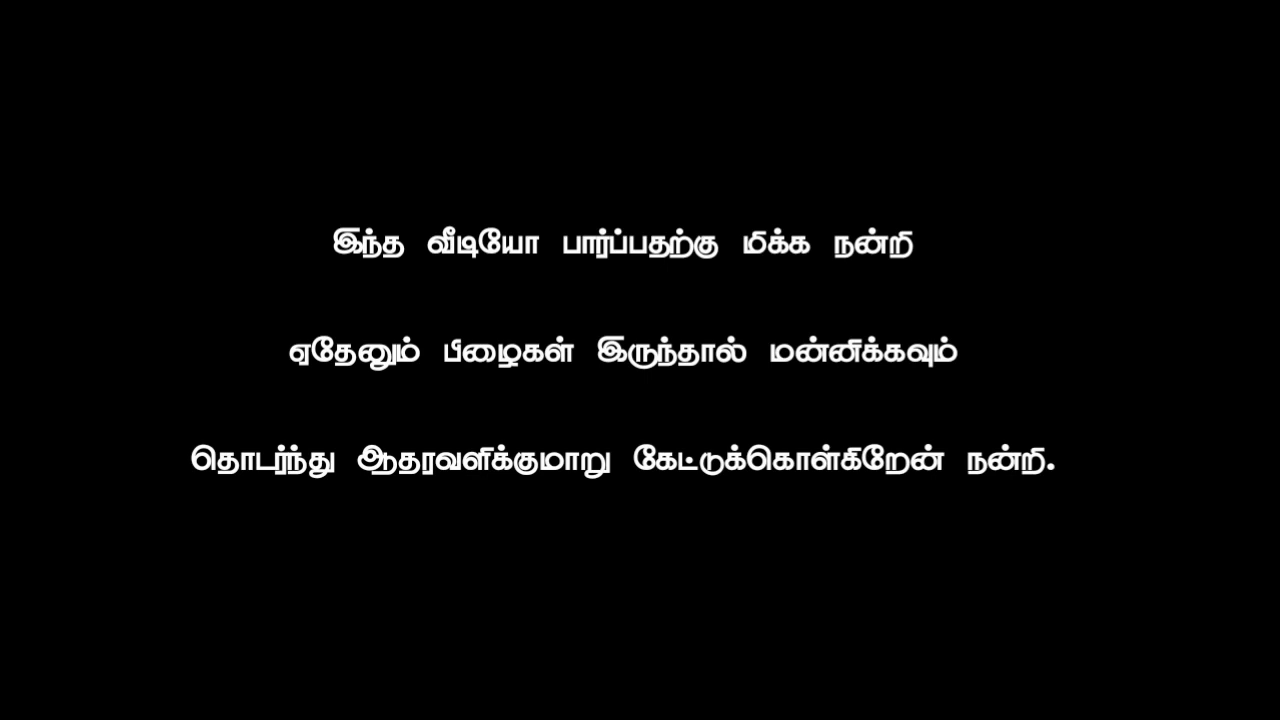 இந்த வீடியோ பார்ப்பதற்கு மிக்க நன்றி
ஏதேனும் பிழைகள் இருந்தால் மன்னிக்கவும்
தொடர்ந்து ஆதரவளிக்குமாறு கேட்டுக்கொள்கிறேன் நன்றி.